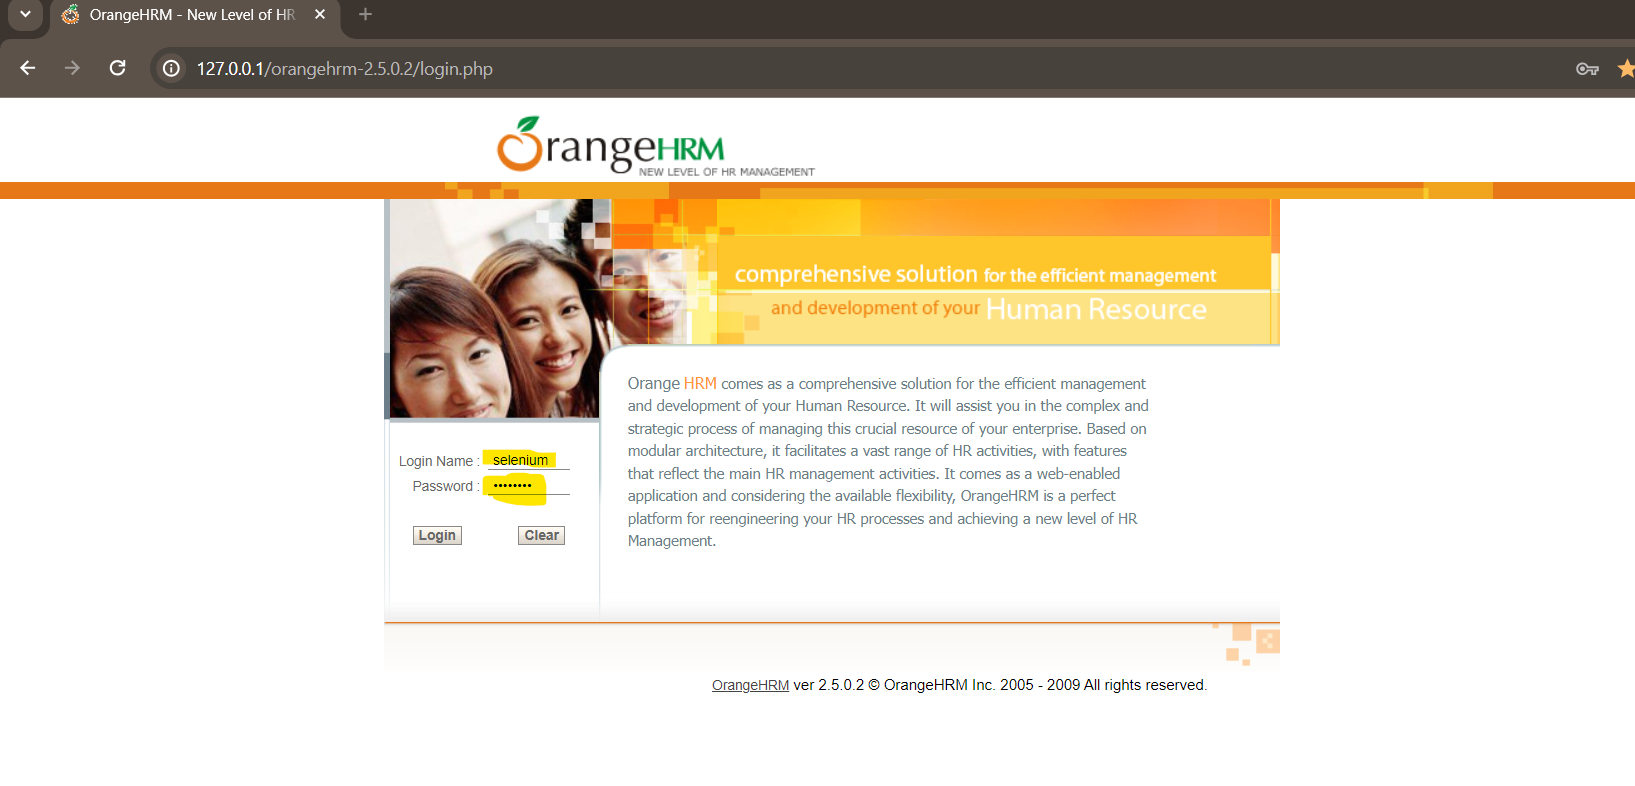 OrangeHRM - New Level of HR
127.0.0.1/orangehrm-2.5.0.2/login.php
OrangeHRM
NEW LEVEL OF HR MANAGEMENT
comprehensive solution for the efficient management
and development of your Human Resource
Orange HRM comes as a comprehensive solution for the efficient management
and development of your Human Resource. It will assist you in the complex and
strategic process of managing this crucial resource of your enterprise. Based on
modular architecture, it facilitates a vast range of HR activities, with features
that reflect the main HR management activities. It comes as a web-enabled
application and considering the available flexibility, OrangeHRM is a perfect
platform for reengineering your HR processes and achieving a new level of HR
Management.
Login Name : selenium
Password : ••••••••
Login Clear
OrangeHRM ver 2.5.0.2 © OrangeHRM Inc. 2005 - 2009 All rights reserved.